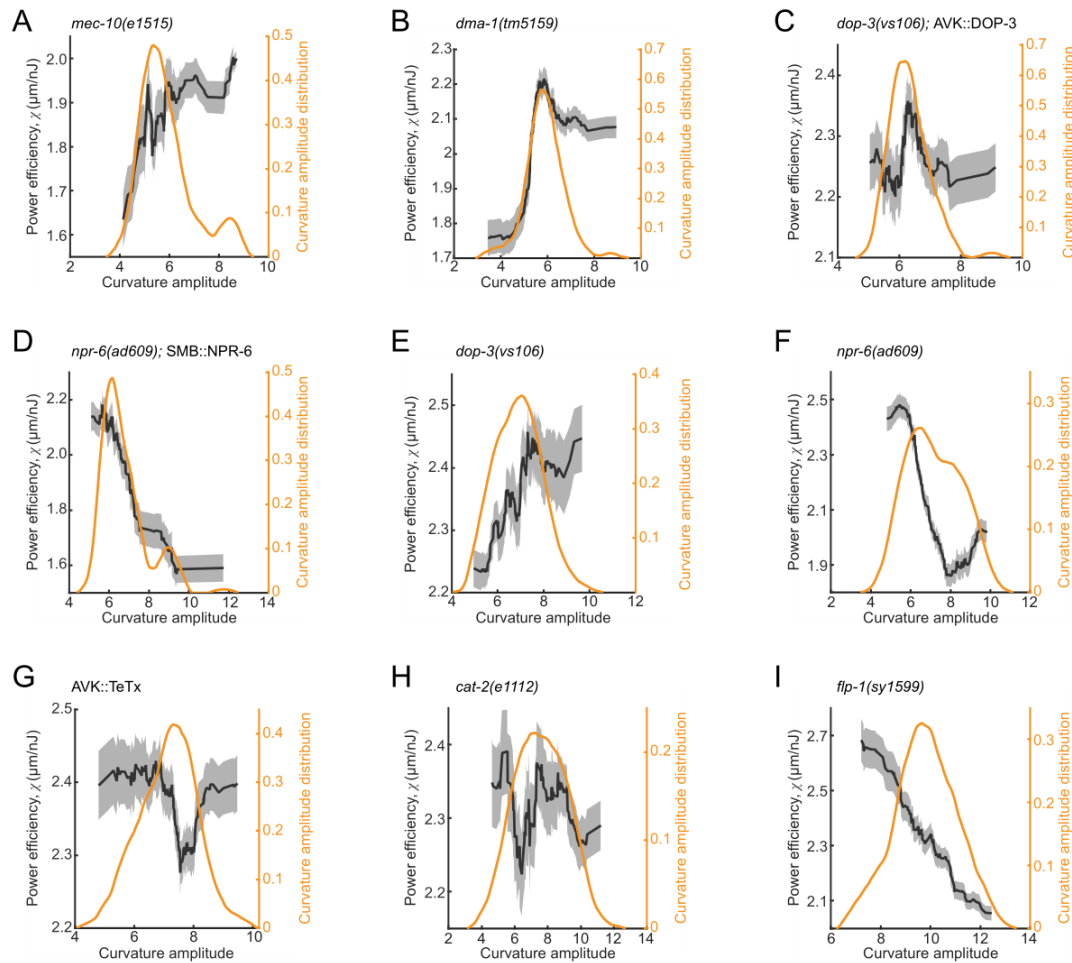 A
mec-10(e1515)
Power efficiency, χ (μm/nJ)
2.0
1.9
1.8
1.7
1.6
0.5
0.4
0.3
0.2
0.1
0
Curvature amplitude distribution
2 4 6 8 10
Curvature amplitude
B
dma-1(tm5159)
Power efficiency, χ (μm/nJ)
2.3
2.2
2.1
2.0
1.9
1.8
1.7
0.7
0.6
0.5
0.4
0.3
0.2
0.1
Curvature amplitude distribution
2 4 6 8 10
Curvature amplitude
C
dop-3(vs106); AVK::DOP-3
Power efficiency, χ (μm/nJ)
2.4
2.3
2.2
2.1
0.7
0.6
0.5
0.4
0.3
0.2
0.1
0
Curvature amplitude distribution
4 6 8 10
Curvature amplitude
D
npr-6(ad609); SMB::NPR-6
Power efficiency, χ (μm/nJ)
2.2
2.0
1.8
1.6
0.5
0.4
0.3
0.2
0.1
0
Curvature amplitude distribution
4 6 8 10 12 14
Curvature amplitude
E
dop-3(vs106)
Power efficiency, χ (μm/nJ)
2.5
2.4
2.3
2.2
0.4
0.3
0.2
0.1
0
Curvature amplitude distribution
4 6 8 10 12
Curvature amplitude
F
npr-6(ad609)
Power efficiency, χ (μm/nJ)
2.5
2.3
2.1
1.9
0.3
0.2
0.1
0
Curvature amplitude distribution
2 4 6 8 10 12
Curvature amplitude
G
AVK::TeTx
Power efficiency, χ (μm/nJ)
2.5
2.4
2.3
2.2
0.4
0.3
0.2
0.1
0
Curvature amplitude distribution
4 6 8 10
Curvature amplitude
H
cat-2(e1112)
Power efficiency, χ (μm/nJ)
2.4
2.3
2.2
0.2
0.1
0
Curvature amplitude distribution
2 4 6 8 10 12 14
Curvature amplitude
I
flp-1(sy1599)
Power efficiency, χ (μm/nJ)
2.7
2.5
2.3
2.1
0.3
0.2
0.1
0
Curvature amplitude distribution
6 8 10 12 14
Curvature amplitude